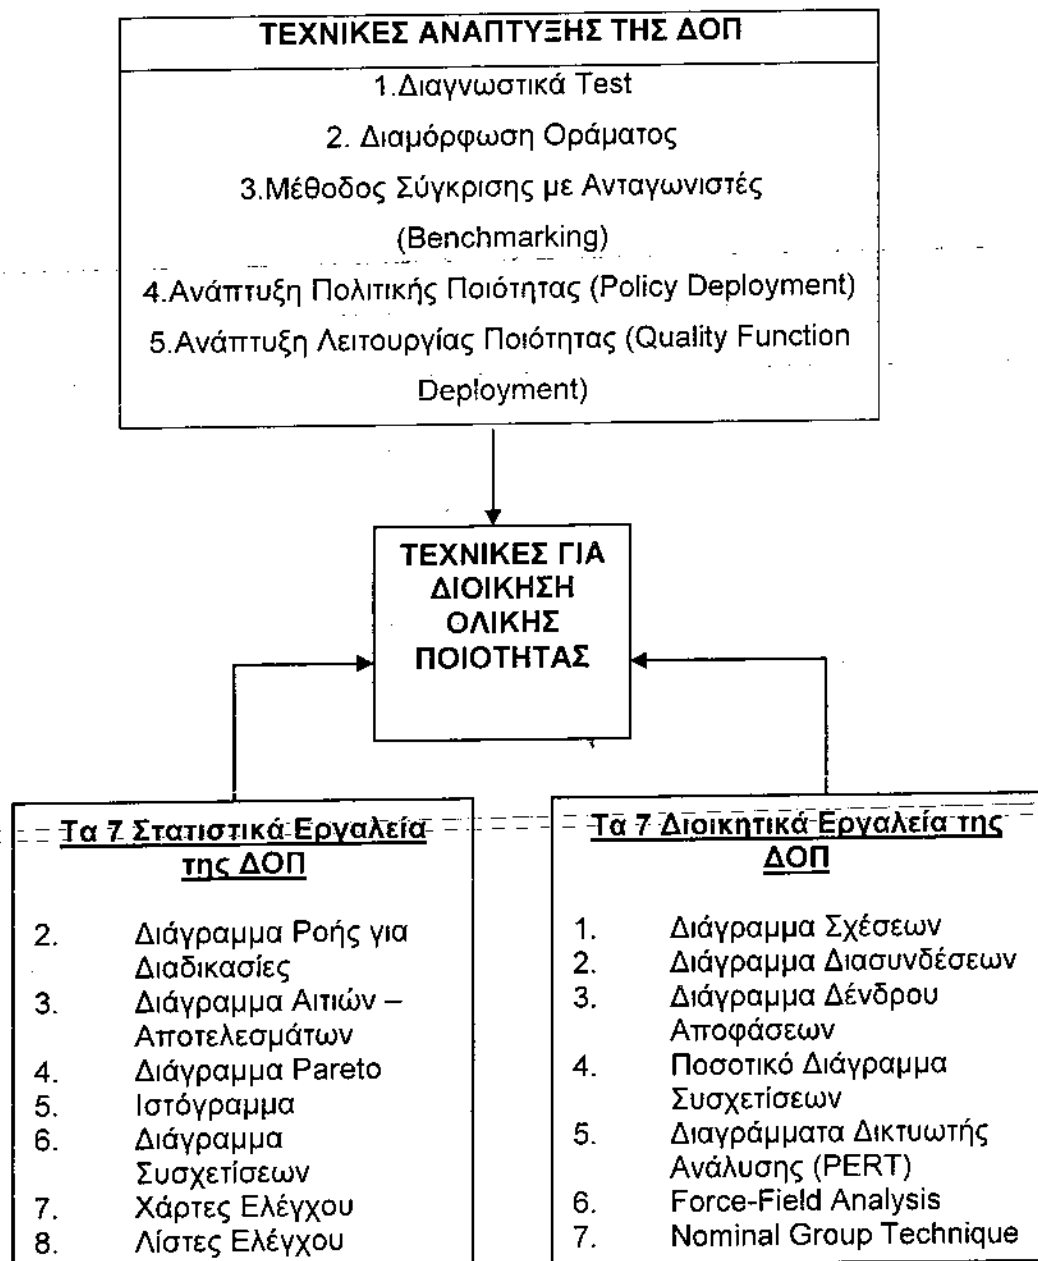 ΤΕΧΝΙΚΕΣ ΑΝΑΠΤΥΞΗΣ ΤΗΣ ΔΟΠ
1.Διαγνωστικά Test
2. Διαμόρφωση Οράματος
3.Μέθοδος Σύγκρισης με Ανταγωνιστές
(Benchmarking)
4.Ανάπτυξη Πολιτικής Ποιότητας (Policy Deployment)
5.Ανάπτυξη Λειτουργίας Ποιότητας (Quality Function
Deployment)
ΤΕΧΝΙΚΕΣ ΓΙΑ
ΔΙΟΙΚΗΣΗ
ΟΛΙΚΗΣ
ΠΟΙΟΤΗΤΑΣ
Τα 7 Στατιστικά Εργαλεία
της ΔΟΠ
2. Διάγραμμα Ροής για
Διαδικασίες
3. Διάγραμμα Αιτιών –
Αποτελεσμάτων
4. Διάγραμμα Pareto
5. Ιστόγραμμα
6. Διάγραμμα
Συσχετίσεων
7. Χάρτες Ελέγχου
8. Λίστες Ελέγχου
Τα 7 Διοικητικά Εργαλεία της
ΔΟΠ
1. Διάγραμμα Σχέσεων
2. Διάγραμμα Διασυνδέσεων
3. Διάγραμμα Δένδρου
Αποφάσεων
4. Ποσοτικό Διάγραμμα
Συσχετίσεων
5. Διαγράμματα Δικτυωτής
Ανάλυσης (PERT)
6. Force-Field Analysis
7. Nominal Group Technique